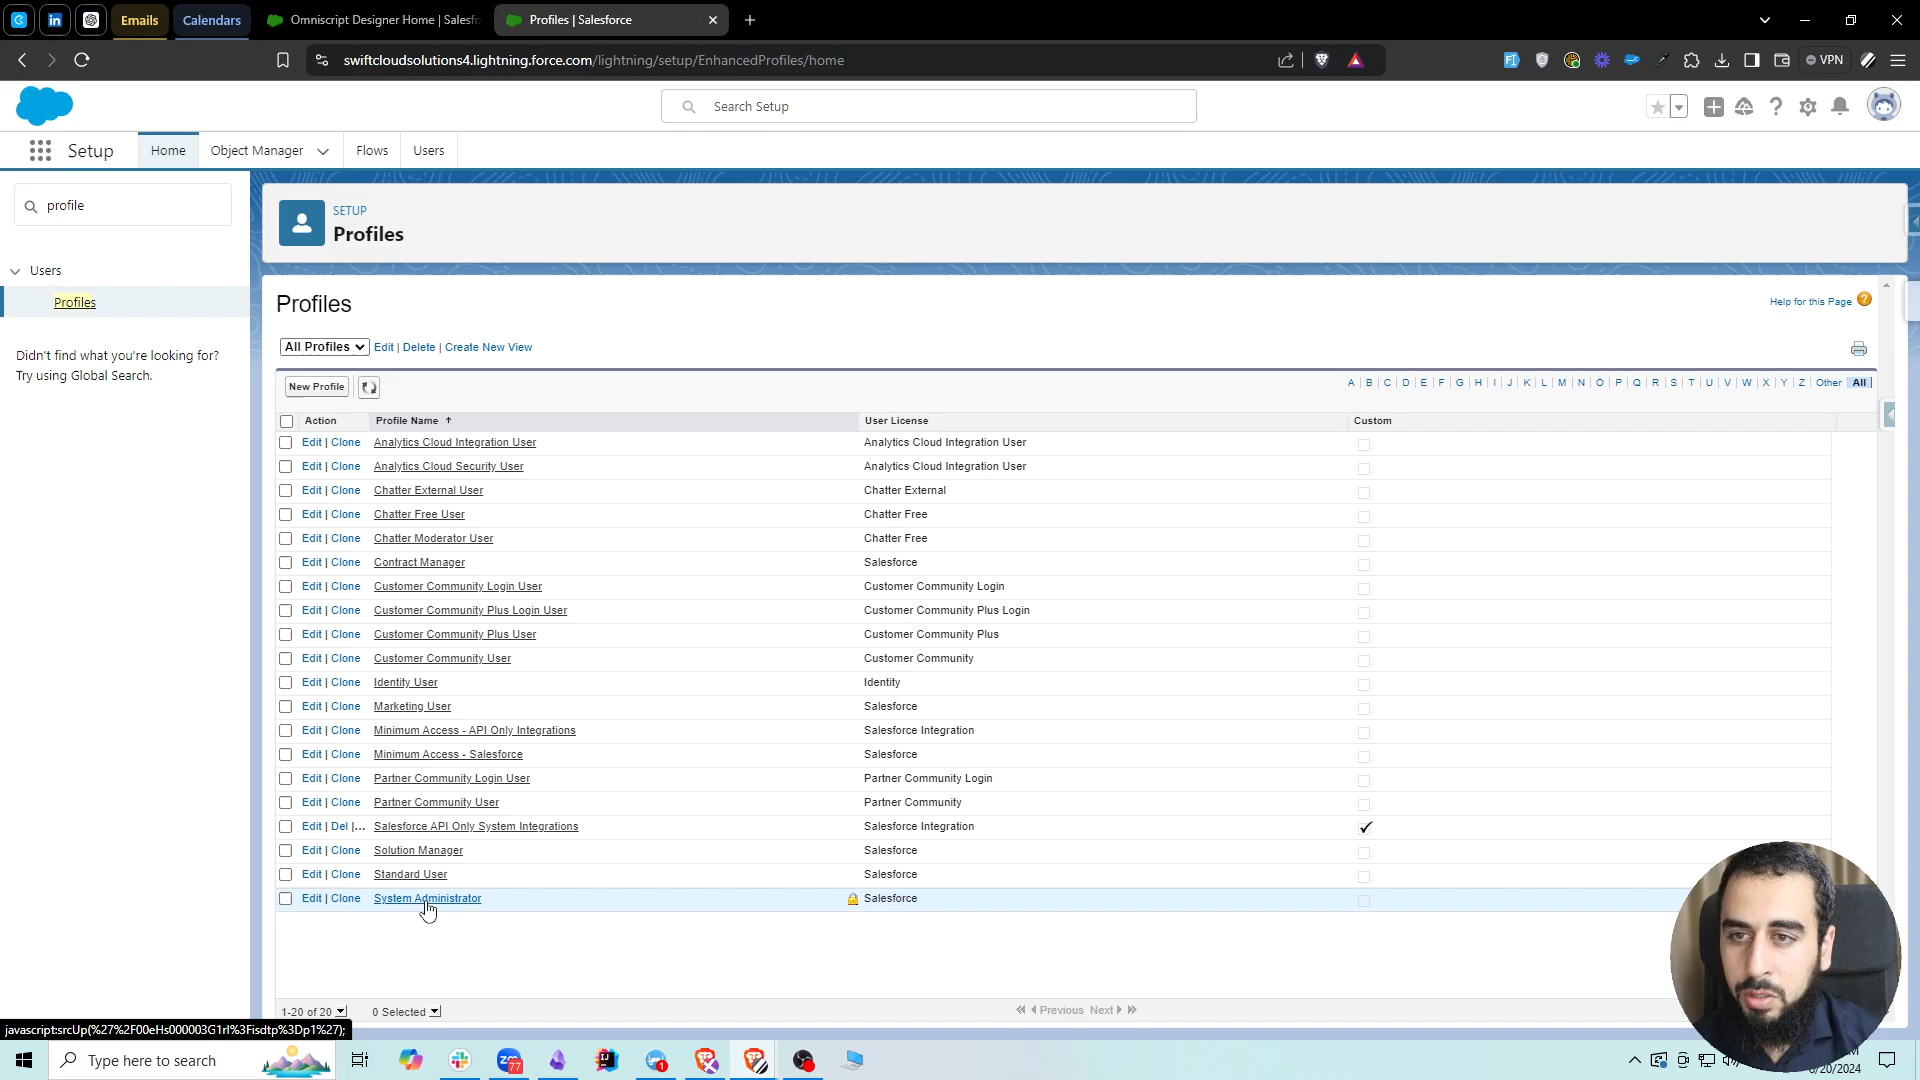 Emails
Calendars
Omniscript Designer Home | Salesfo
Profiles | Salesforce
swiftcloudsolutions4.lightning.force.com/lightning/setup/EnhancedProfiles/home
VPN
Search Setup
Setup
Home
Object Manager
Flows
Users
profile
Users
Profiles
Didn't find what you're looking for?
Try using Global Search.
SETUP
Profiles
Profiles
Help for this Page
All Profiles
Edit | Delete | Create New View
New Profile
A | B | C | D | E | F | G | H | I | J | K | L | M | N | O | P | Q | R | S | T | U | V | W | X | Y | Z | Other | All
Action Profile Name User License Custom
Edit | Clone Analytics Cloud Integration User Analytics Cloud Integration User
Edit | Clone Analytics Cloud Security User Analytics Cloud Integration User
Edit | Clone Chatter External User Chatter External
Edit | Clone Chatter Free User Chatter Free
Edit | Clone Chatter Moderator User Chatter Free
Edit | Clone Contract Manager Salesforce
Edit | Clone Customer Community Login User Customer Community Login
Edit | Clone Customer Community Plus Login User Customer Community Plus Login
Edit | Clone Customer Community Plus User Customer Community Plus
Edit | Clone Customer Community User Customer Community
Edit | Clone Identity User Identity
Edit | Clone Marketing User Salesforce
Edit | Clone Minimum Access - API Only Integrations Salesforce Integration
Edit | Clone Minimum Access - Salesforce Salesforce
Edit | Clone Partner Community Login User Partner Community Login
Edit | Clone Partner Community User Partner Community
Edit | Del |... Salesforce API Only System Integrations Salesforce Integration
Edit | Clone Solution Manager Salesforce
Edit | Clone Standard User Salesforce
Edit | Clone System Administrator Salesforce
1-20 of 20 0 Selected Previous Next
javascript:srcUp(%27%2F00eHs000003G1rI%3Fisdtp%3Dp1%27);
Type here to search
77
1
/20/2024